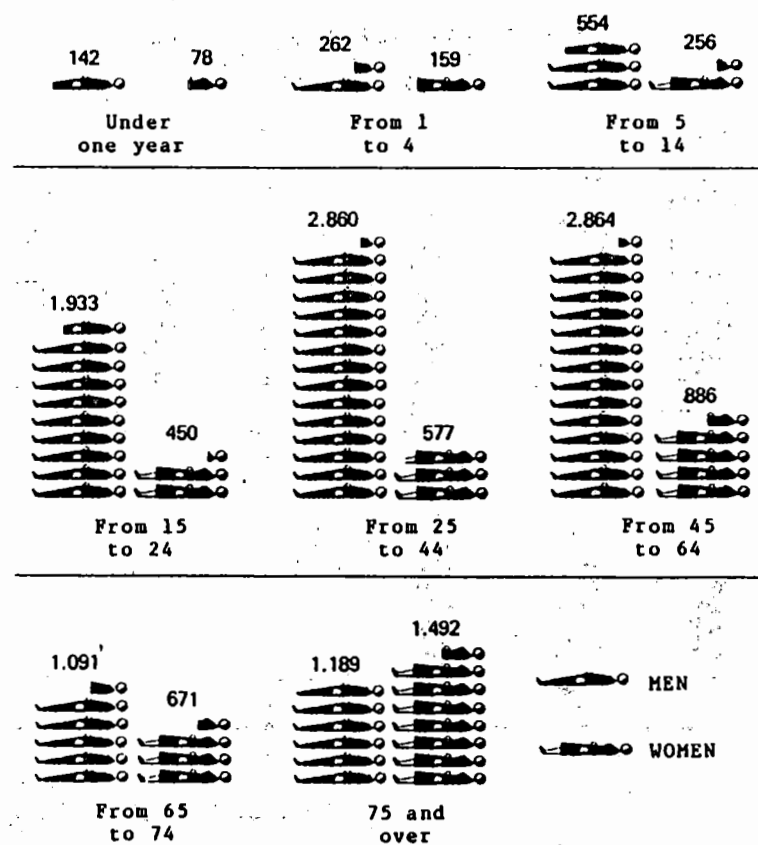 142 78
262 159
554 256
Under
one year
From 1
to 4
From 5
to 14
1.933 450
2.860 577
2.864 886
From 15
to 24
From 25
to 44
From 45
to 64
1.091 671
1.189 1.492
MEN
WOMEN
From 65
to 74
75 and
over